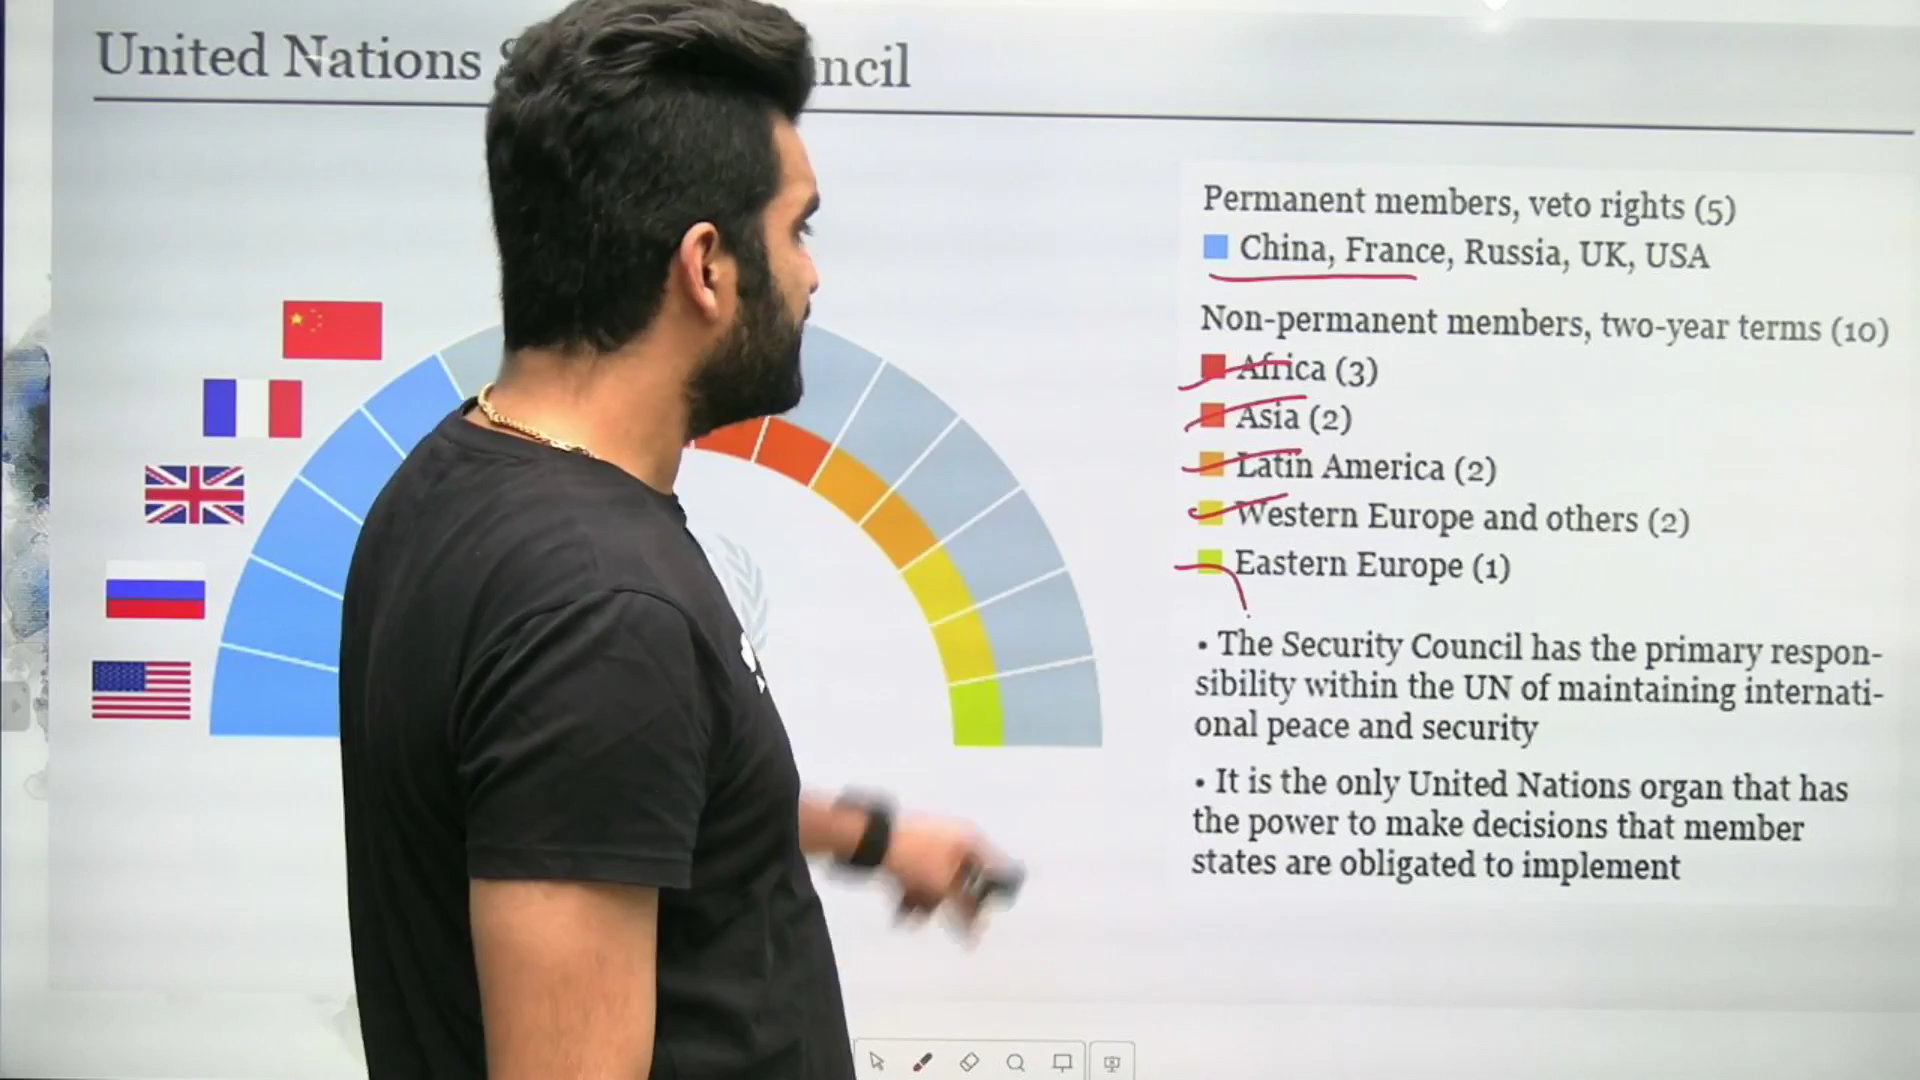 United Nations
ncil
Permanent members, veto rights (5)
China, France, Russia, UK, USA
Non-permanent members, two-year terms (10)
Africa (3)
Asia (2)
Latin America (2)
Western Europe and others (2)
Eastern Europe (1)
• The Security Council has the primary respon-
sibility within the UN of maintaining internati-
onal peace and security
• It is the only United Nations organ that has
the power to make decisions that member
states are obligated to implement